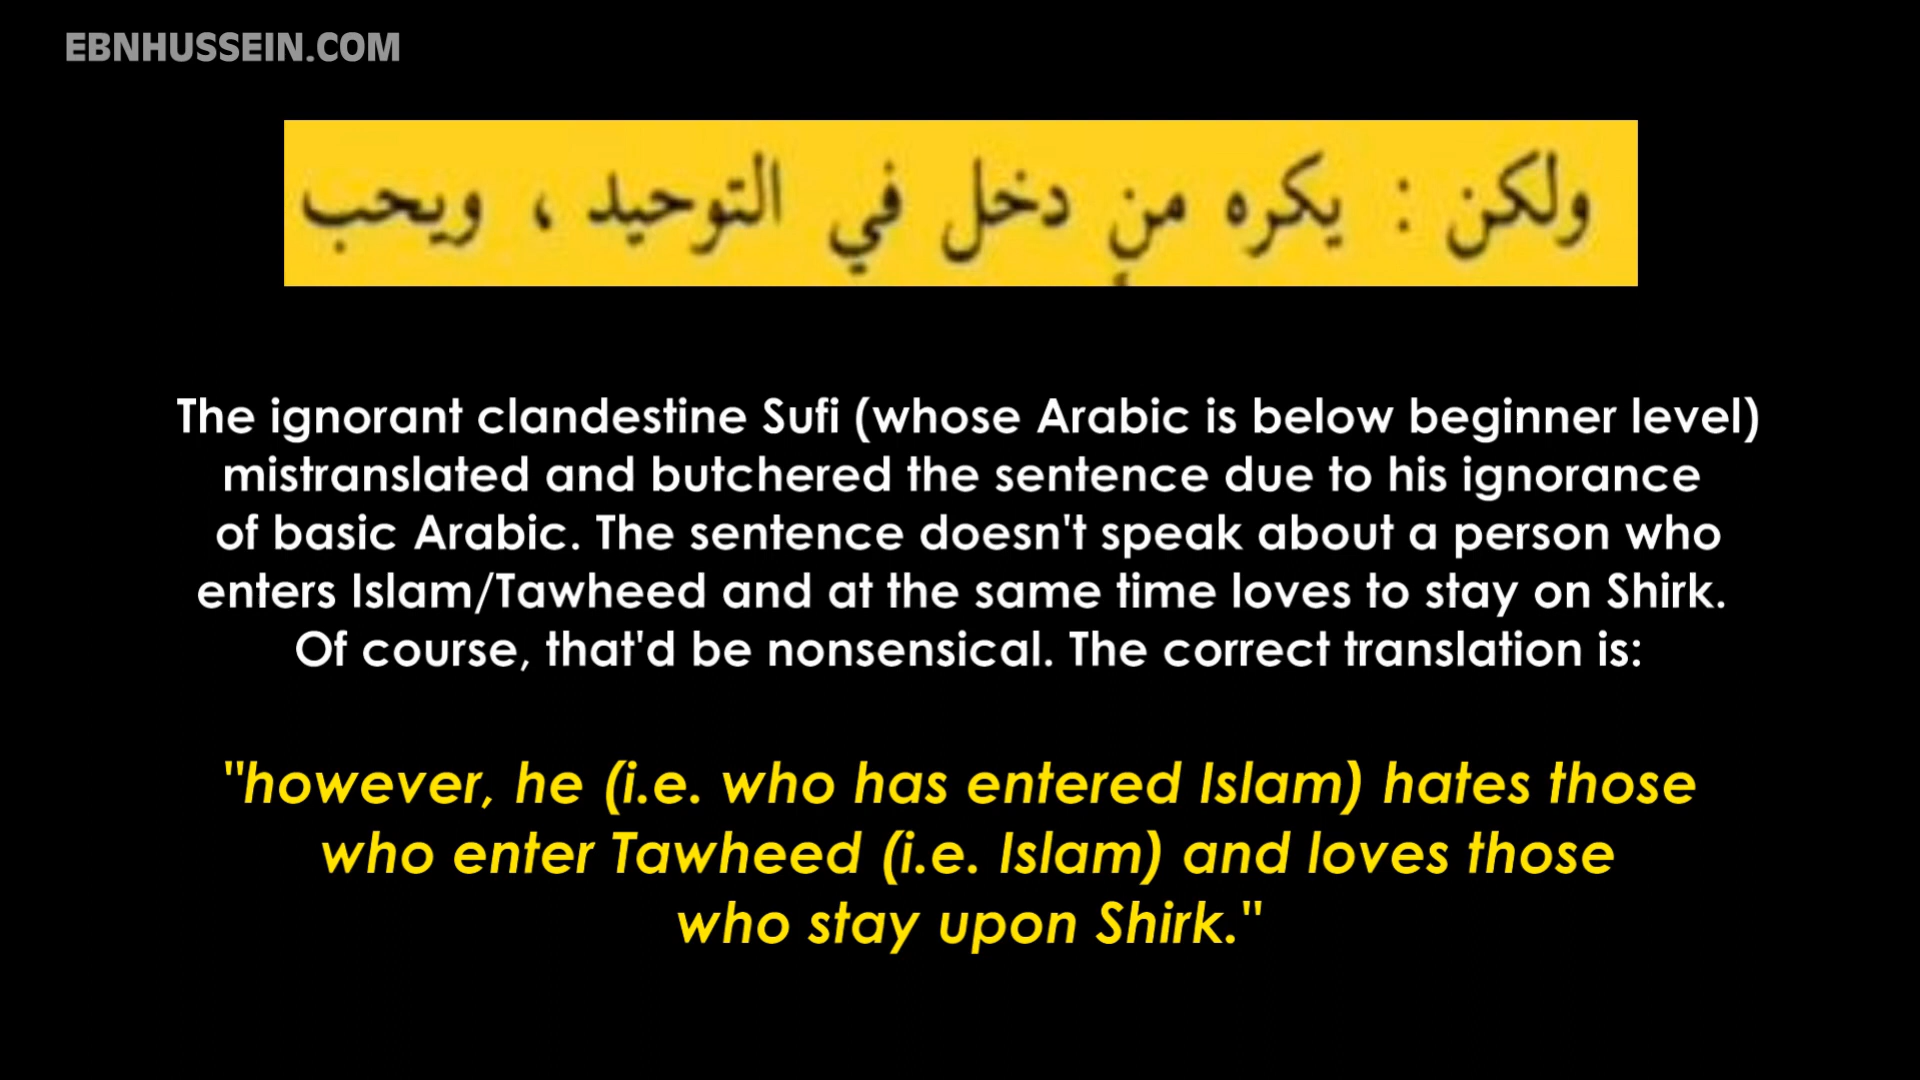 EBNHUSSEIN.COM
ولكن : يكره من دخل في التوحيد ، ويحب
The ignorant clandestine Sufi (whose Arabic is below beginner level)
mistranslated and butchered the sentence due to his ignorance
of basic Arabic. The sentence doesn't speak about a person who
enters Islam/Tawheed and at the same time loves to stay on Shirk.
Of course, that'd be nonsensical. The correct translation is:
"however, he (i.e. who has entered Islam) hates those
who enter Tawheed (i.e. Islam) and loves those
who stay upon Shirk."